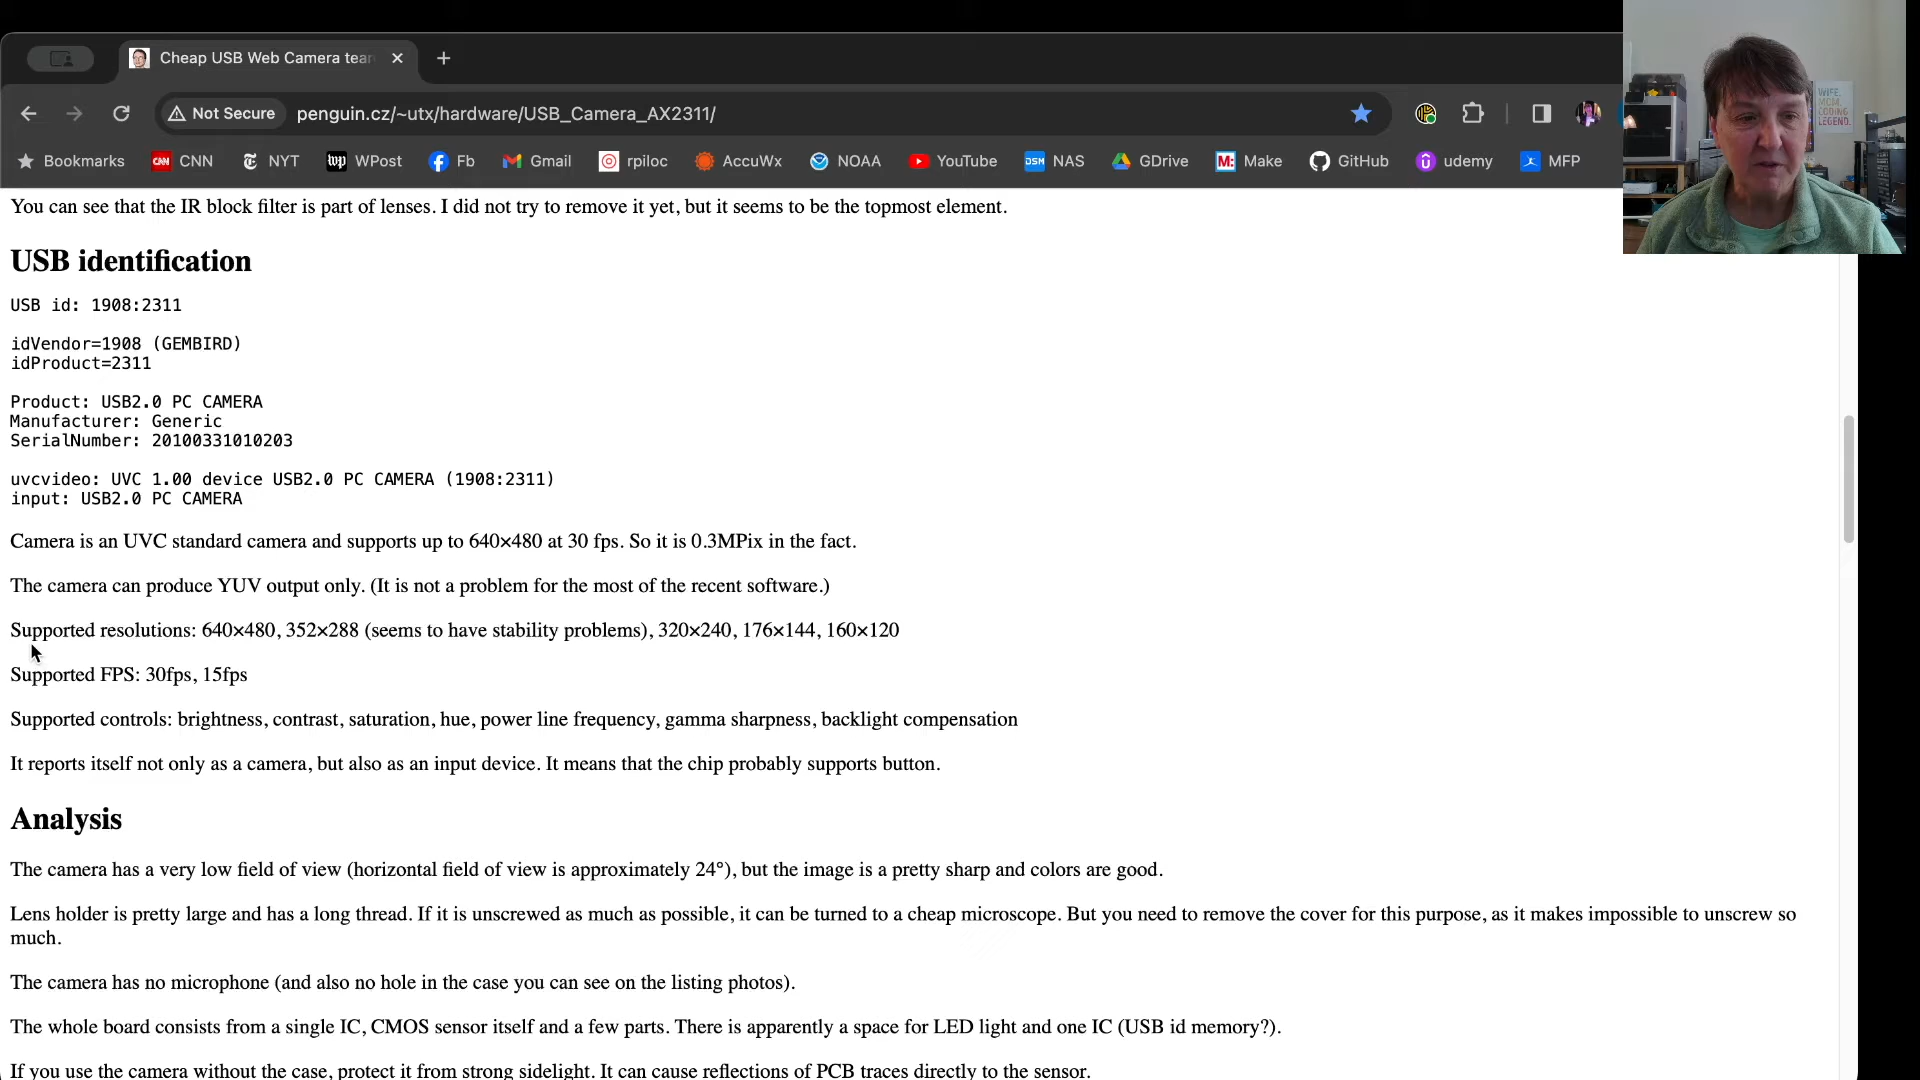 Cheap USB Web Camera tear
Not Secure
penguin.cz/~utx/hardware/USB_Camera_AX2311/
Bookmarks CNN NYT WPost Fb Gmail rpiloc AccuWx NOAA YouTube NAS GDrive Make GitHub udemy MFP
WIFE.
MOM.
CODING
LEGEND.
You can see that the IR block filter is part of lenses. I did not try to remove it yet, but it seems to be the topmost element.
USB identification
USB id: 1908:2311
idVendor=1908 (GEMBIRD)
idProduct=2311
Product: USB2.0 PC CAMERA
Manufacturer: Generic
SerialNumber: 20100331010203
uvcvideo: UVC 1.00 device USB2.0 PC CAMERA (1908:2311)
input: USB2.0 PC CAMERA
Camera is an UVC standard camera and supports up to 640×480 at 30 fps. So it is 0.3MPix in the fact.
The camera can produce YUV output only. (It is not a problem for the most of the recent software.)
Supported resolutions: 640×480, 352×288 (seems to have stability problems), 320×240, 176×144, 160×120
Supported FPS: 30fps, 15fps
Supported controls: brightness, contrast, saturation, hue, power line frequency, gamma sharpness, backlight compensation
It reports itself not only as a camera, but also as an input device. It means that the chip probably supports button.
Analysis
The camera has a very low field of view (horizontal field of view is approximately 24°), but the image is a pretty sharp and colors are good.
Lens holder is pretty large and has a long thread. If it is unscrewed as much as possible, it can be turned to a cheap microscope. But you need to remove the cover for this purpose, as it makes impossible to unscrew so
much.
The camera has no microphone (and also no hole in the case you can see on the listing photos).
The whole board consists from a single IC, CMOS sensor itself and a few parts. There is apparently a space for LED light and one IC (USB id memory?).
If you use the camera without the case, protect it from strong sidelight. It can cause reflections of PCB traces directly to the sensor.